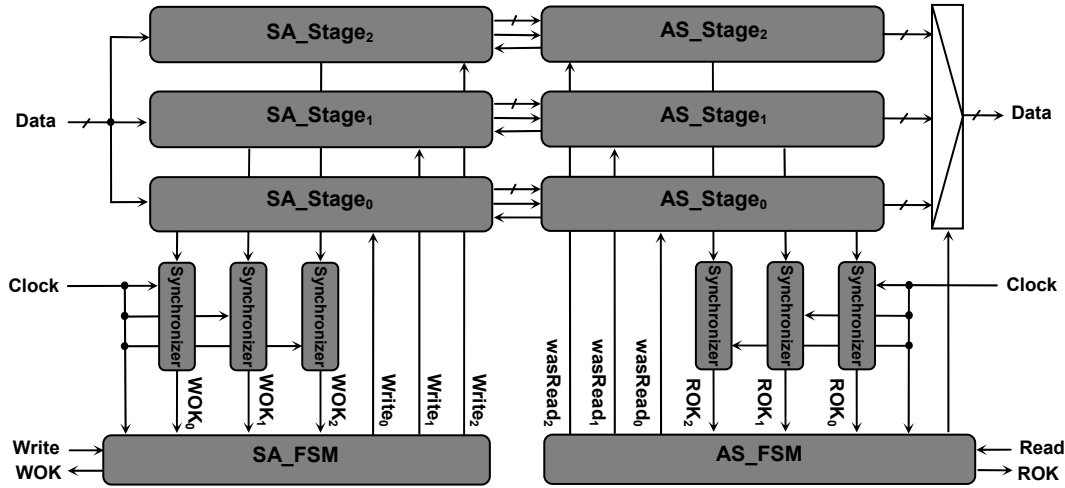 SA_Stage₂
AS_Stage₂
Data
SA_Stage₁
AS_Stage₁
Data
SA_Stage₀
AS_Stage₀
Clock
Synchronizer
Synchronizer
Synchronizer
Synchronizer
Synchronizer
Synchronizer
Clock
WOK₀
WOK₁
WOK₂
Write₀
Write₁
Write₂
wasRead₂
wasRead₁
wasRead₀
ROK₂
ROK₁
ROK₀
Write
WOK
SA_FSM
AS_FSM
Read
ROK